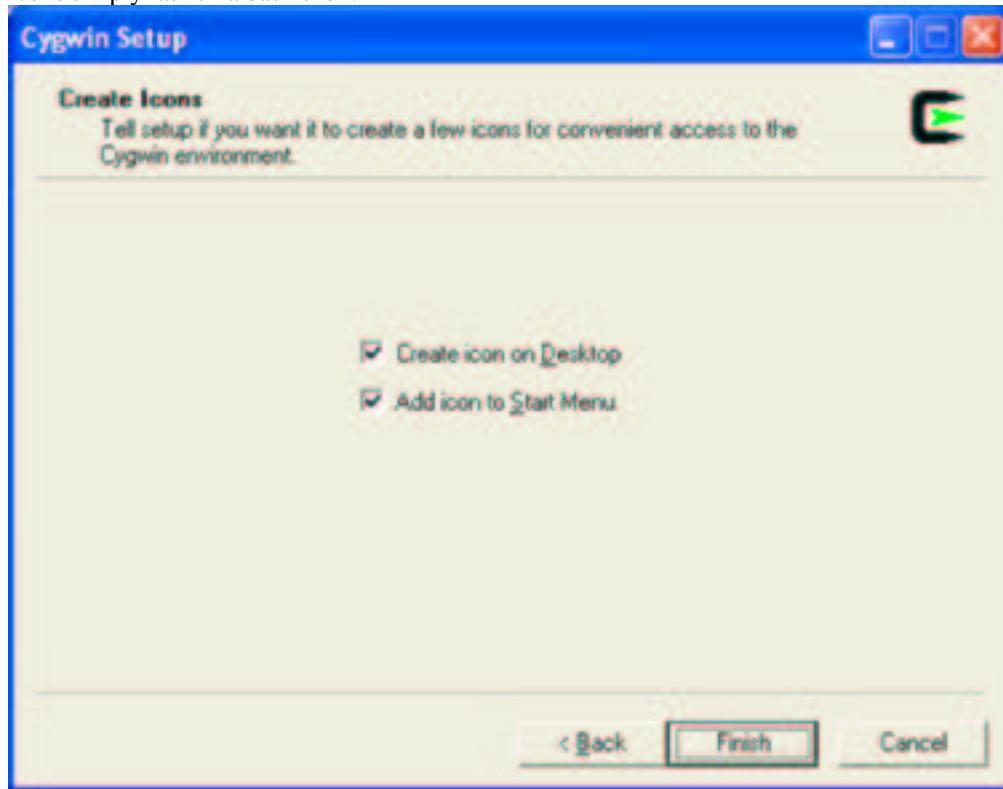 Cygwin Setup
Create Icons
Tell setup if you want it to create a few icons for convenient access to the
Cygwin environment.
Create icon on Desktop
Add icon to Start Menu
< Back Finish Cancel